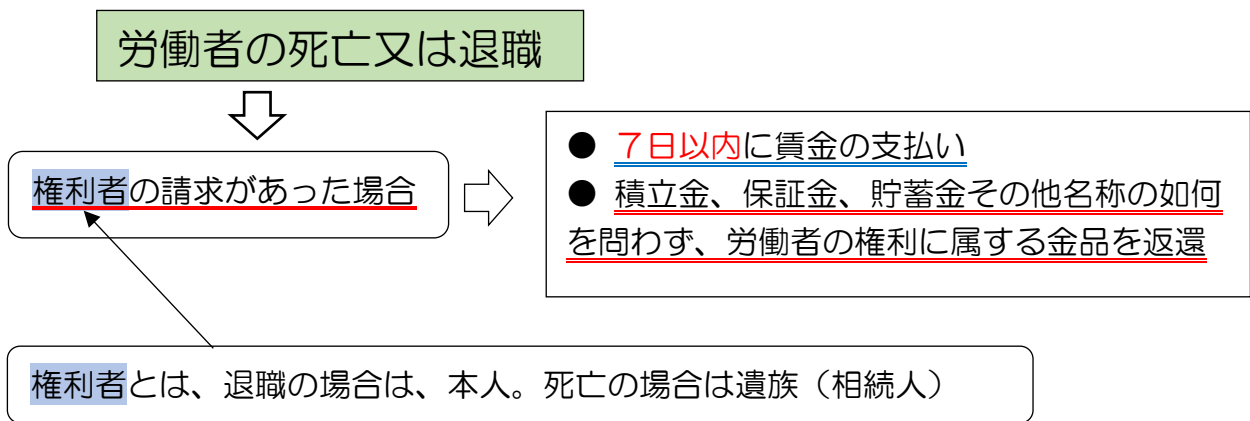 労働者の死亡又は退職
権利者の請求があった場合
● 7日以内に賃金の支払い
● 積立金、保証金、貯蓄金その他名称の如何
を問わず、労働者の権利に属する金品を返還
権利者とは、退職の場合は、本人。死亡の場合は遺族（相続人）